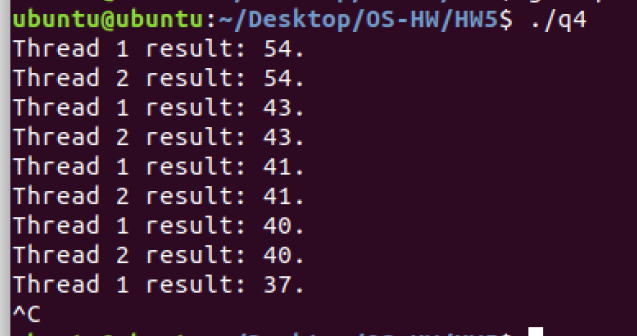 ubuntu@ubuntu:~/Desktop/OS-HW/HW5$ ./q4
Thread 1 result: 54.
Thread 2 result: 54.
Thread 1 result: 43.
Thread 2 result: 43.
Thread 1 result: 41.
Thread 2 result: 41.
Thread 1 result: 40.
Thread 2 result: 40.
Thread 1 result: 37.
^C